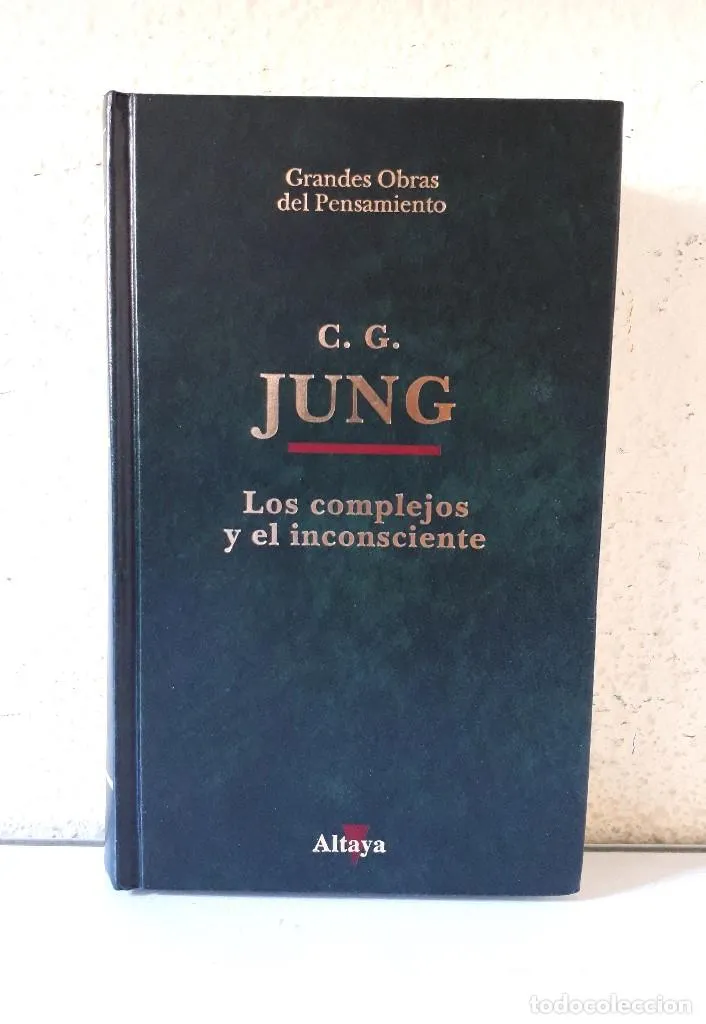 Grandes Obras
del Pensamiento
C. G.
JUNG
Los complejos
y el inconsciente
Altaya
todocoleccion